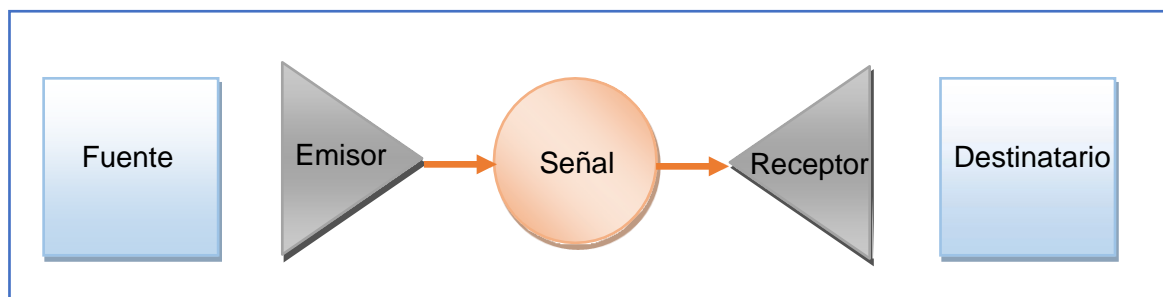 Fuente
Emisor
Señal
Receptor
Destinatario